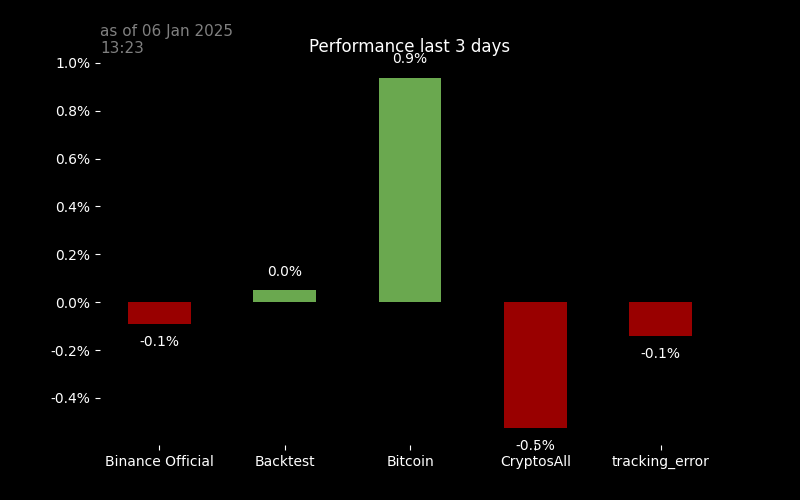 as of 06 Jan 2025
13:23
Performance last 3 days
1.0%
0.8%
0.6%
0.4%
0.2%
0.0%
-0.2%
-0.4%
-0.1%
0.0%
0.9%
-0.5%
-0.1%
Binance Official
Backtest
Bitcoin
CryptosAll
tracking_error